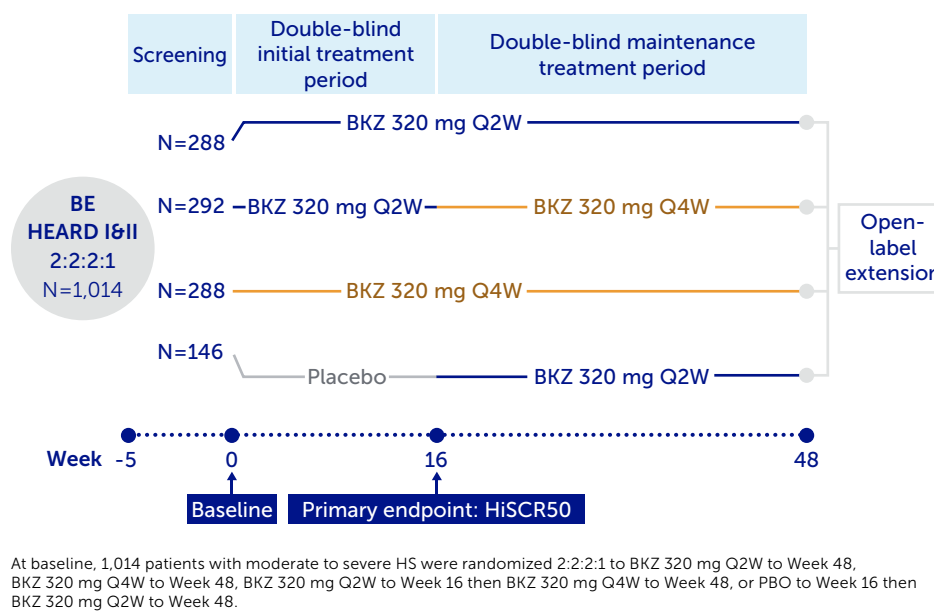 Screening
Double-blind
initial treatment
period
Double-blind maintenance
treatment period
BKZ 320 mg Q2W
N=288
BE
HEARD I&II
2:2:2:1
N=1,014
N=292
BKZ 320 mg Q2W
BKZ 320 mg Q4W
Open-
label
extension
N=288
BKZ 320 mg Q4W
N=146
Placebo
BKZ 320 mg Q2W
Week -5 0 16 48
Baseline
Primary endpoint: HiSCR50
At baseline, 1,014 patients with moderate to severe HS were randomized 2:2:2:1 to BKZ 320 mg Q2W to Week 48,
BKZ 320 mg Q4W to Week 48, BKZ 320 mg Q2W to Week 16 then BKZ 320 mg Q4W to Week 48, or PBO to Week 16 then
BKZ 320 mg Q2W to Week 48.